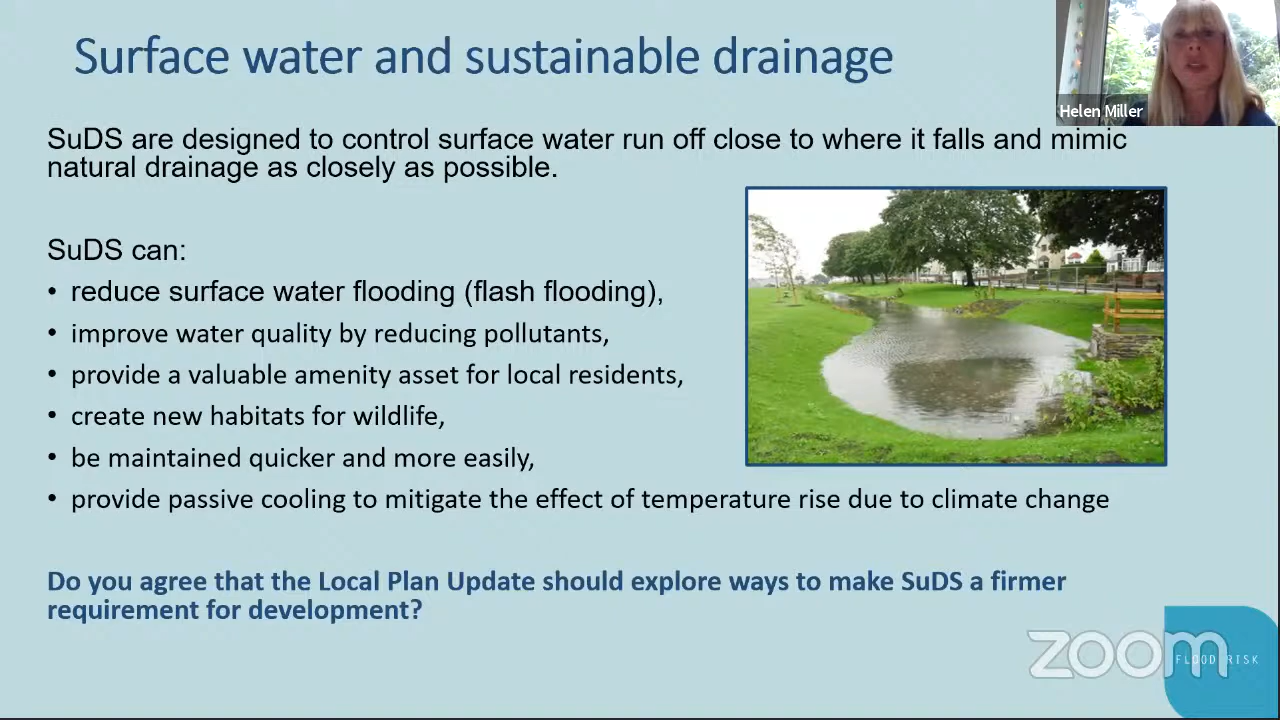 Surface water and sustainable drainage
Helen Miller
SuDS are designed to control surface water run off close to where it falls and mimic
natural drainage as closely as possible.
SuDS can:
• reduce surface water flooding (flash flooding),
• improve water quality by reducing pollutants,
• provide a valuable amenity asset for local residents,
• create new habitats for wildlife,
• be maintained quicker and more easily,
• provide passive cooling to mitigate the effect of temperature rise due to climate change
Do you agree that the Local Plan Update should explore ways to make SuDS a firmer
requirement for development?
zoom
FLOOD RISK